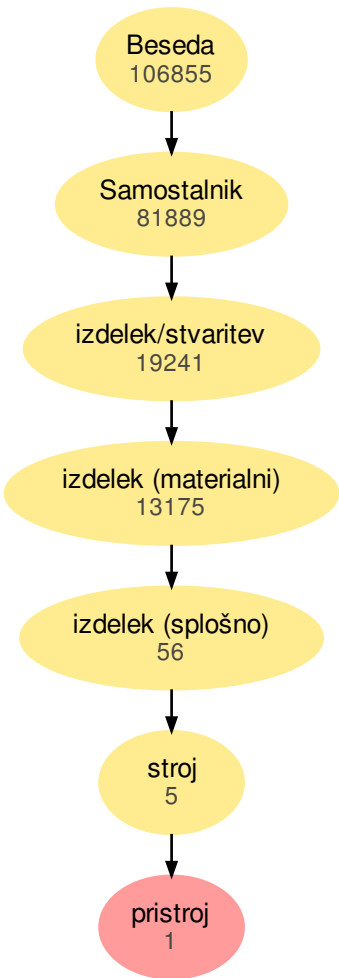 Beseda
106855
Samostalnik
81889
izdelek/stvaritev
19241
izdelek (materialni)
13175
izdelek (splošno)
56
stroj
5
pristroj
1